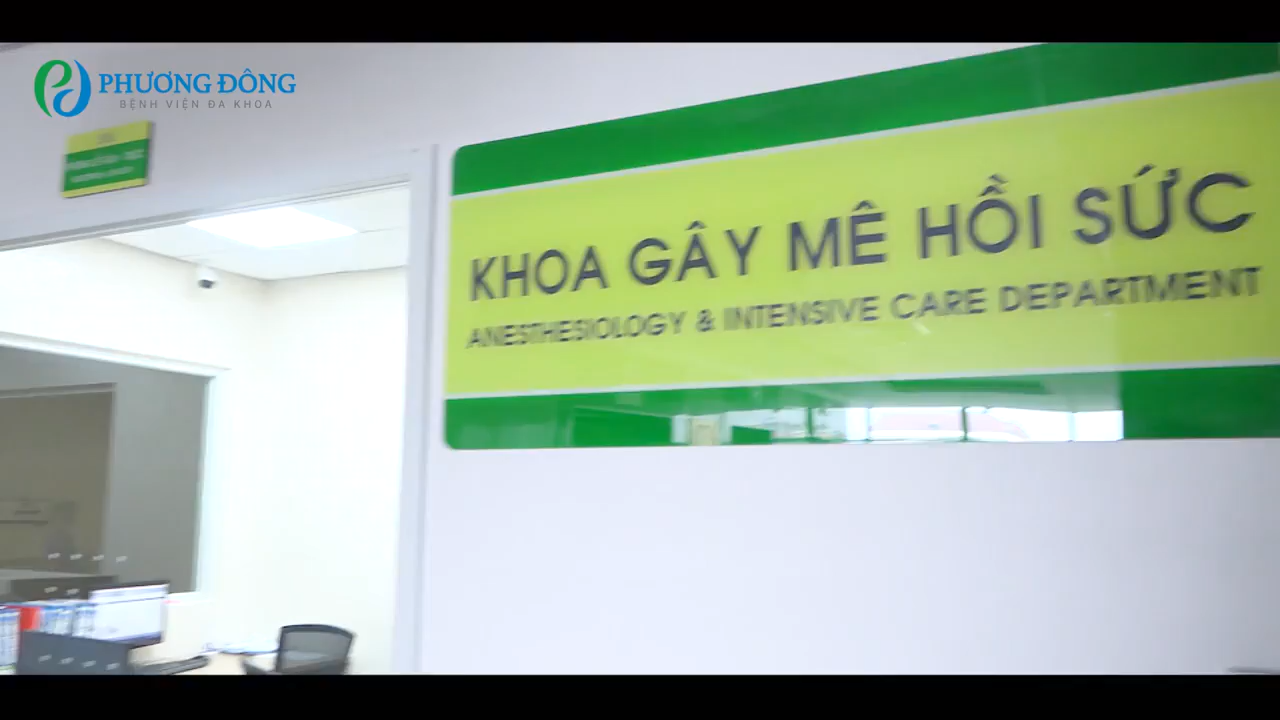 PHƯƠNG ĐÔNG
BỆNH VIỆN ĐA KHOA
KHOA GÂY MÊ HỒI SỨC
ANESTHESIOLOGY & INTENSIVE CARE DEPARTMENT